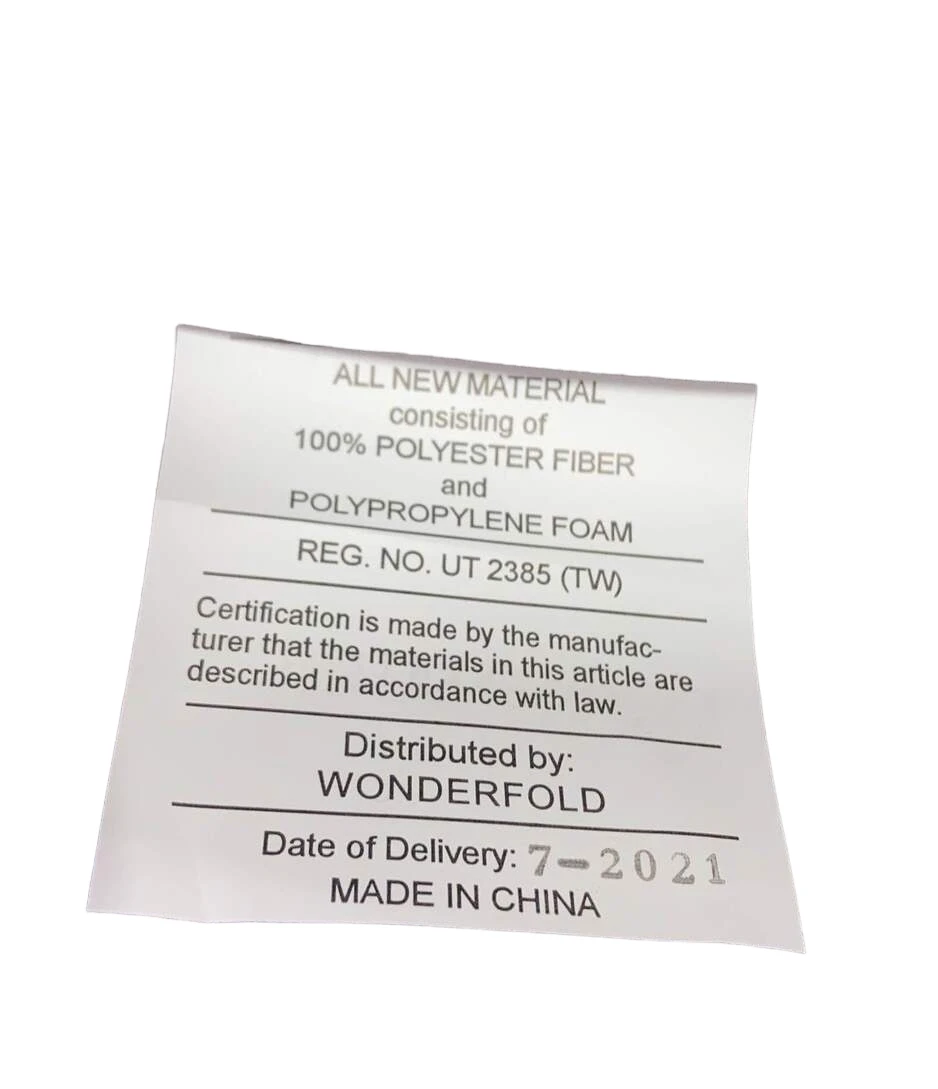 ALL NEW MATERIAL
consisting of
100% POLYESTER FIBER
and
POLYPROPYLENE FOAM
REG. NO. UT 2385 (TW)
Certification is made by the manufac-
turer that the materials in this article are
described in accordance with law.
Distributed by:
WONDERFOLD
Date of Delivery: 7-2021
MADE IN CHINA